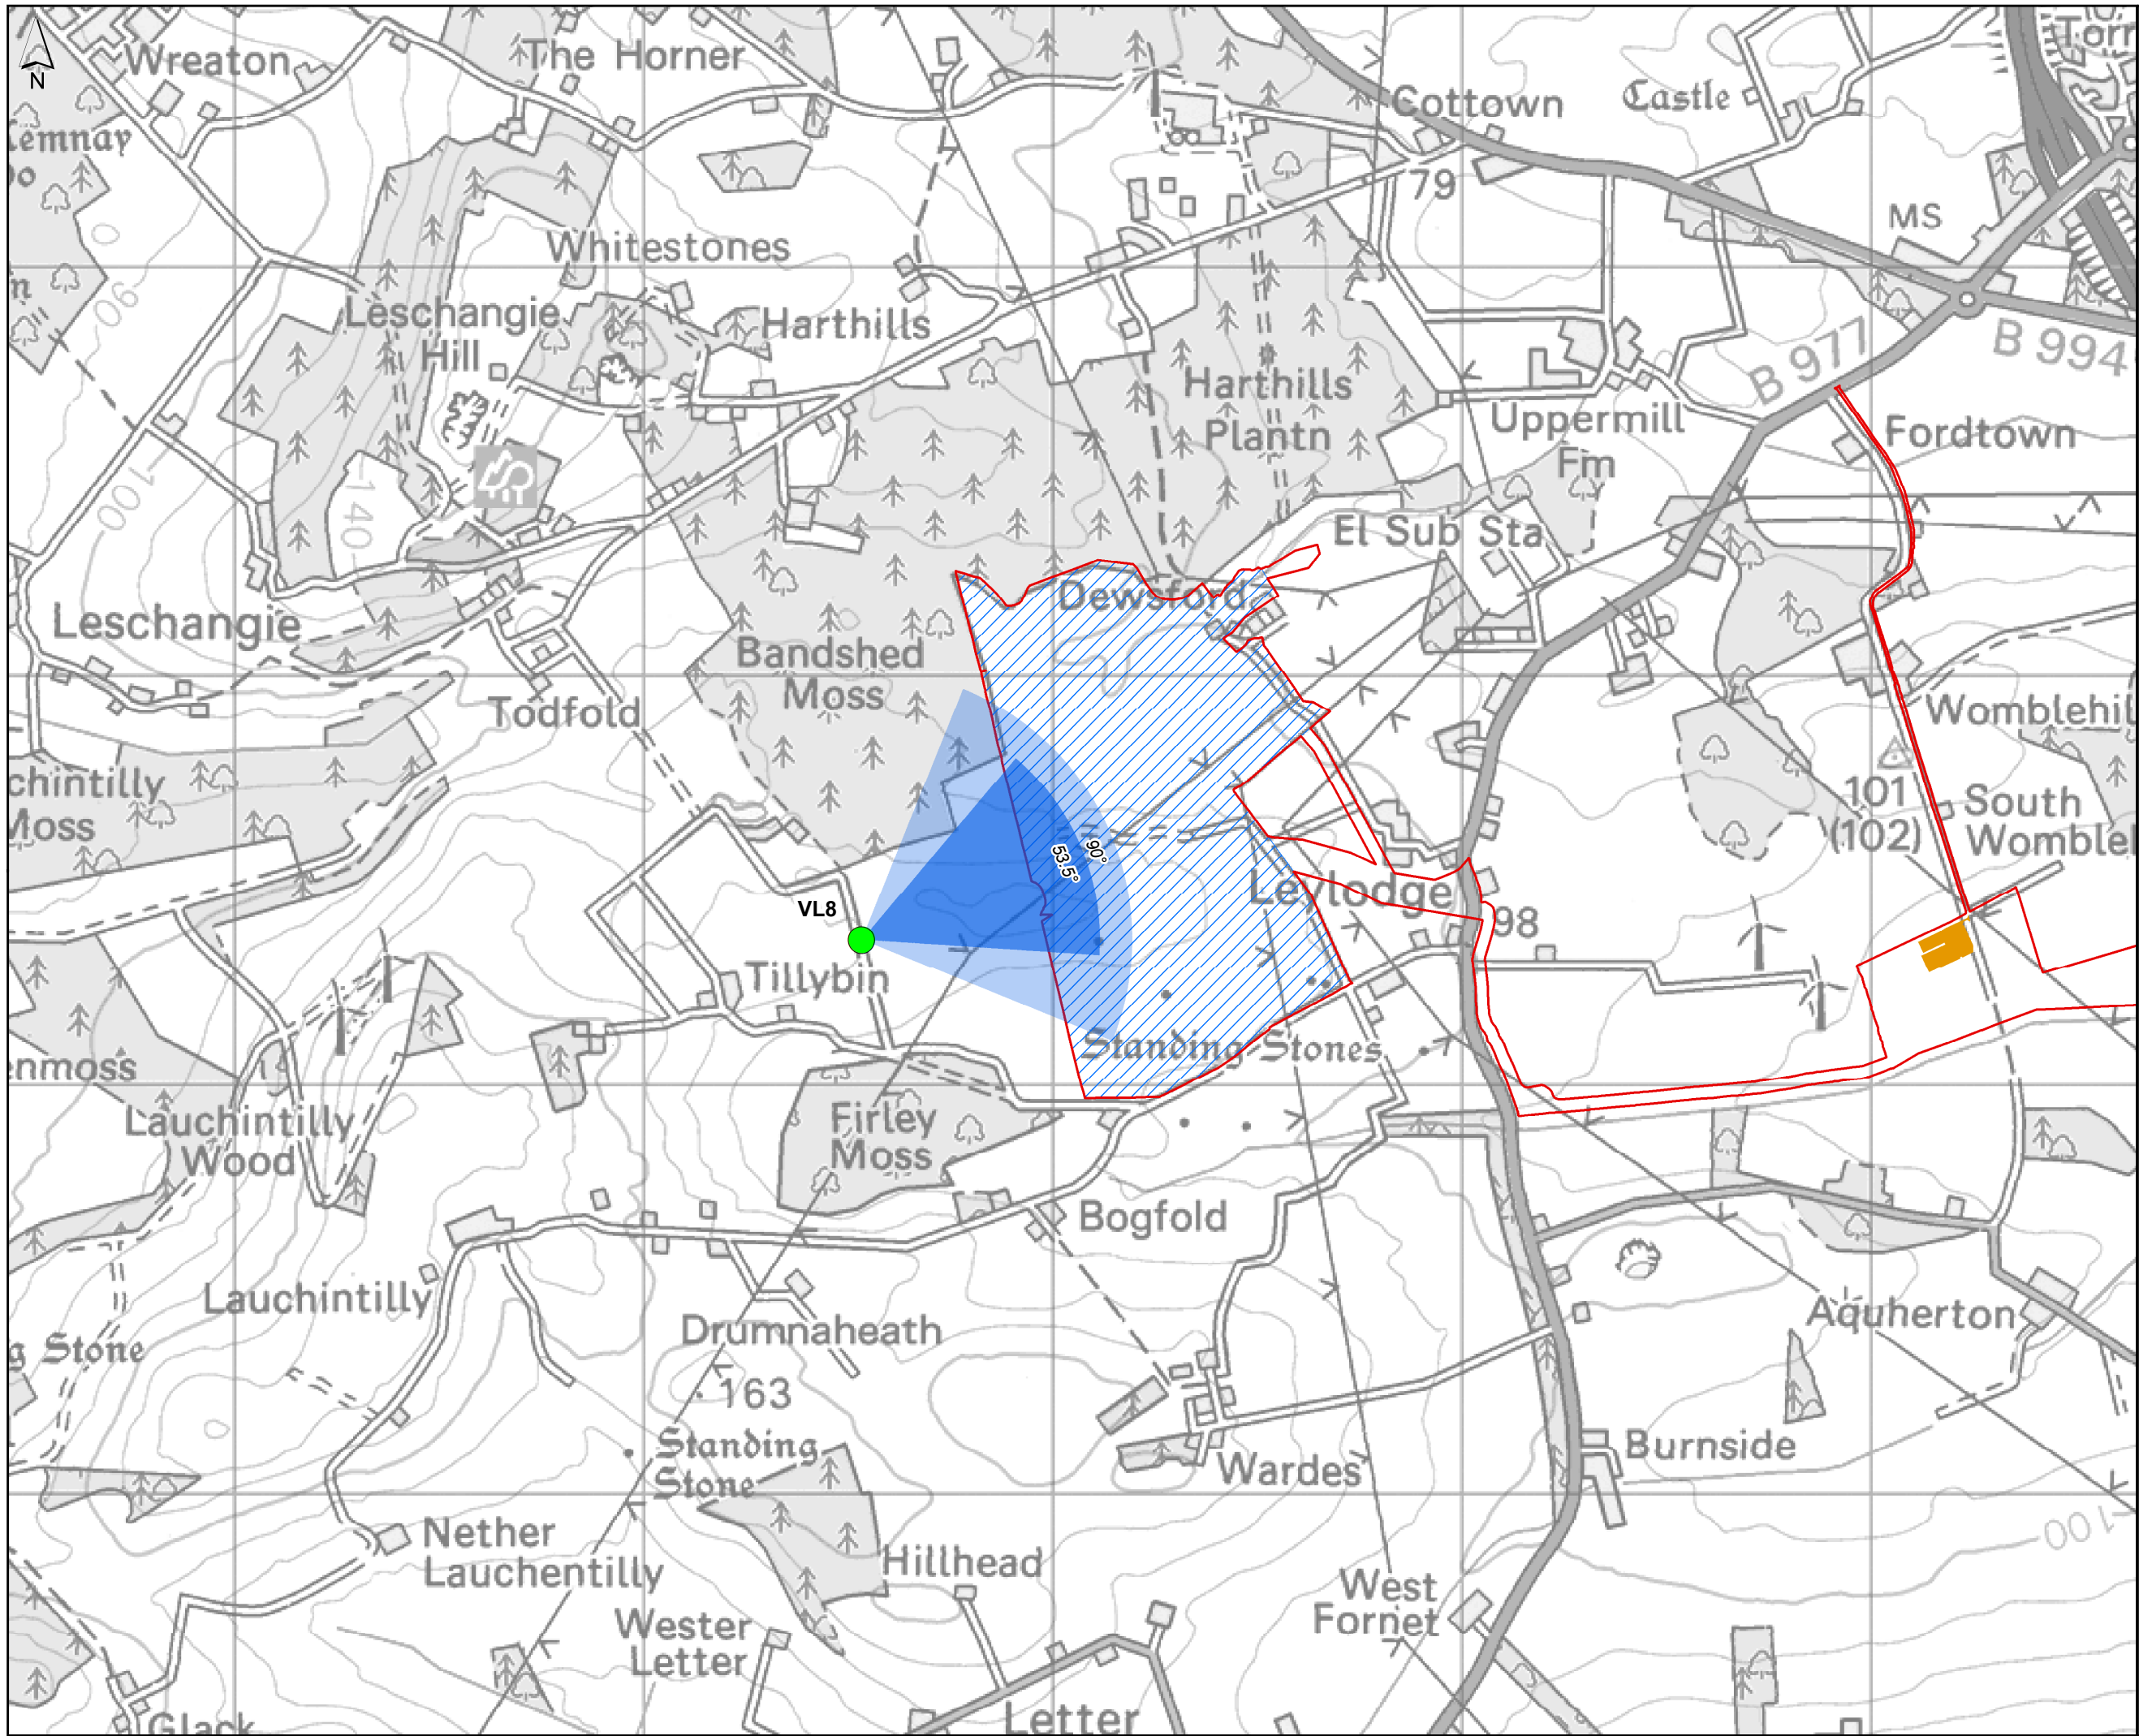 N
Wreaton
The Horner
Cottown
Castle
Torr
emnay
79
MS
Whitestones
Leschangie
Hill
Harthills
90
B 977
B 994
Harthills
Plantn
Uppermill
Fm
Fordtown
100
140
El Sub Sta
Dewsford
Leschangie
Bandshed
Moss
Todfold
Womblehil
chintilly
Moss
101
(102)
South
Womble
90°
53.5°
VL8
Leylodge
98
Tillybin
Standing Stones
enmoss
Lauchintilly
Wood
Firley
Moss
Bogfold
Lauchintilly
Drumnaheath
Aquherton
g Stone
163
Standing
Stone
Wardes
Burnside
100
Nether
Lauchentilly
Hillhead
West
Fornet
Wester
Letter
Letter
Glack